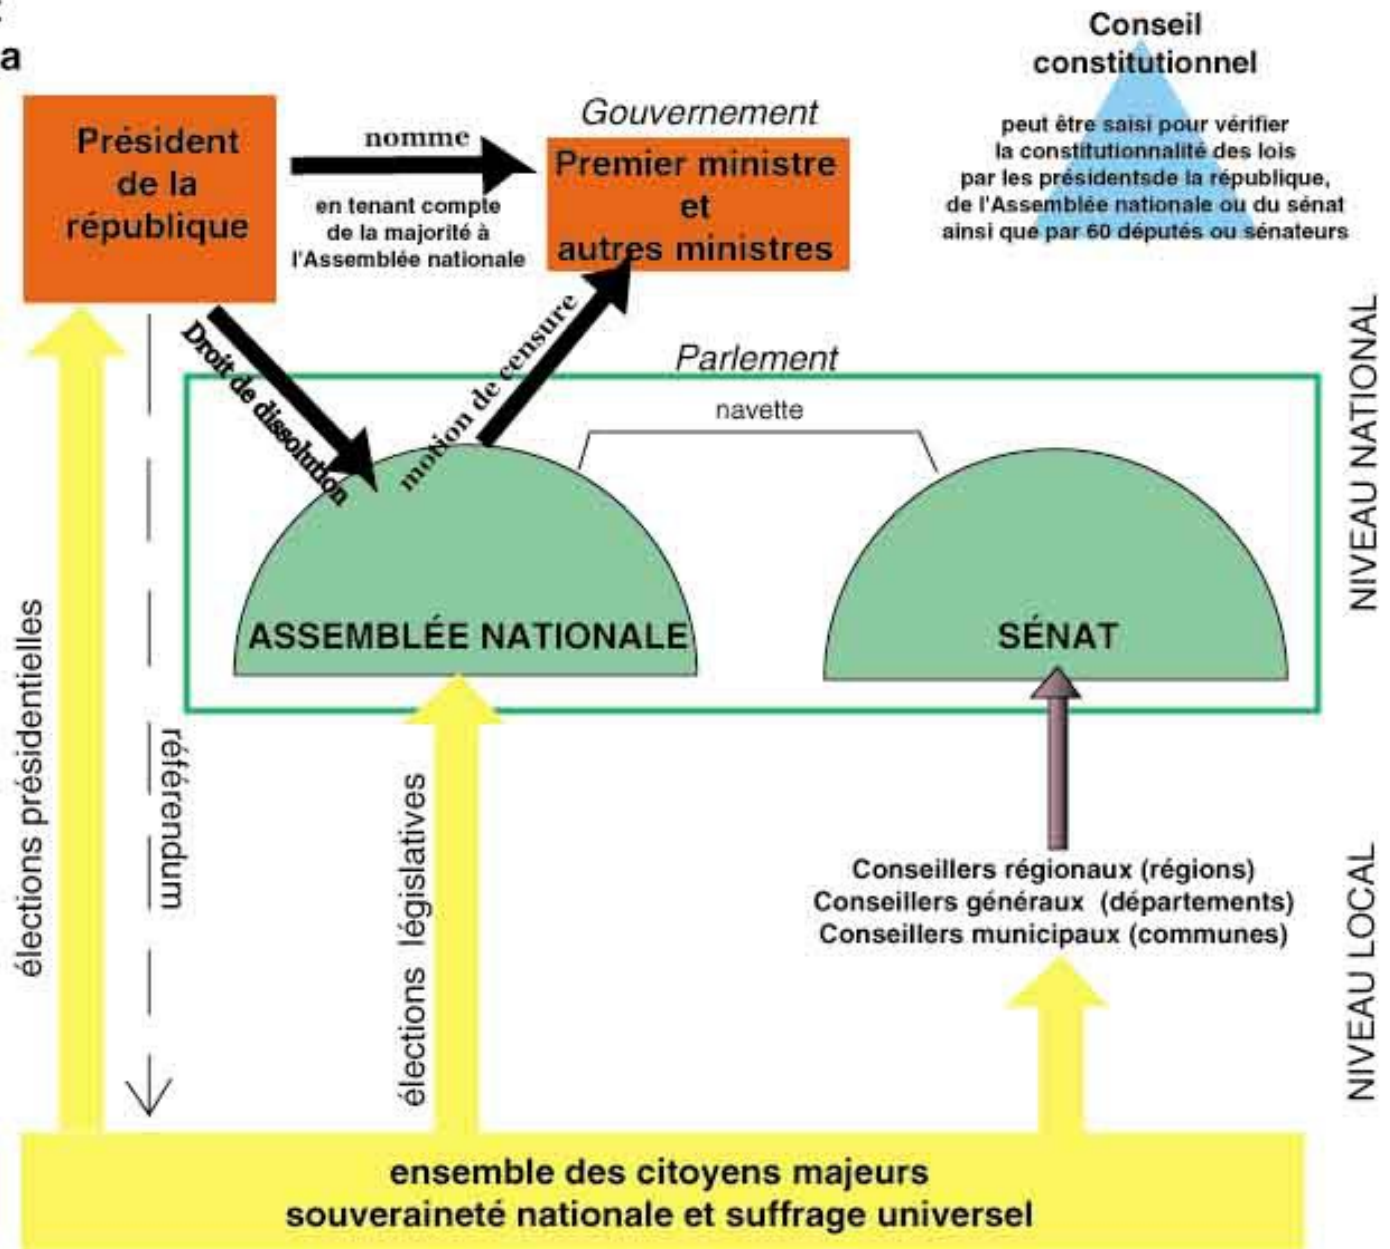 a
Conseil
constitutionnel
peut être saisi pour vérifier
la constitutionnalité des lois
par les présidentsde la république,
de l'Assemblée nationale ou du sénat
ainsi que par 60 députés ou sénateurs
Président
de la
république
nomme
en tenant compte
de la majorité à
l'Assemblée nationale
Gouvernement
Premier ministre
et
autres ministres
Droit de dissolution
motion de censure
Parlement
navette
ASSEMBLÉE NATIONALE
SÉNAT
NIVEAU NATIONAL
élections présidentielles
référendum
élections législatives
Conseillers régionaux (régions)
Conseillers généraux (départements)
Conseillers municipaux (communes)
NIVEAU LOCAL
ensemble des citoyens majeurs
souveraineté nationale et suffrage universel